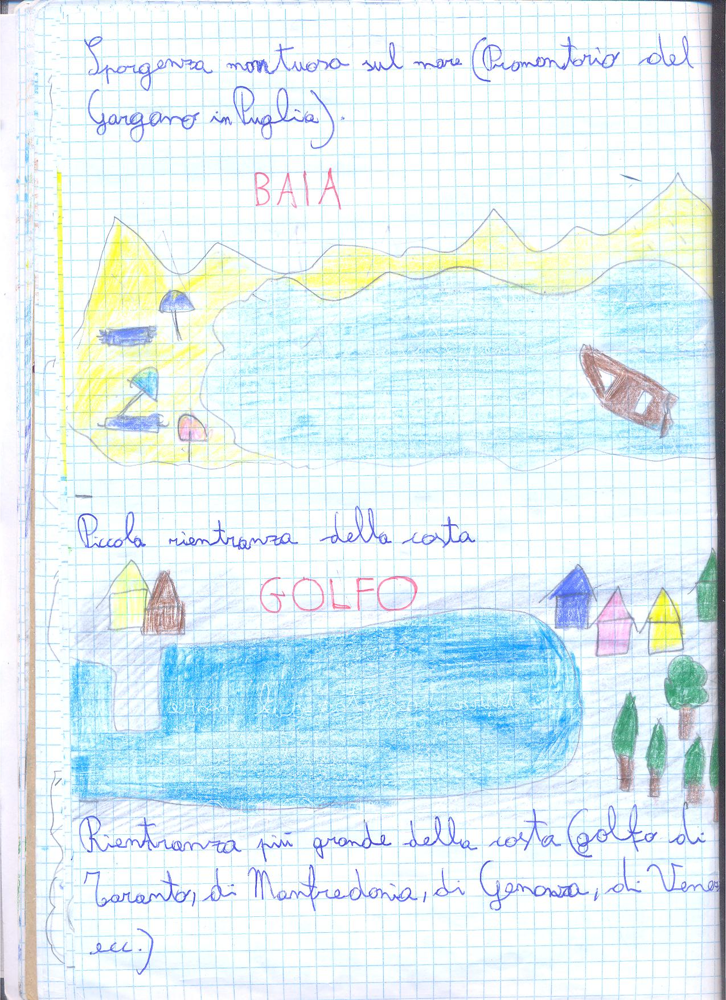 Sporgenza montuosa sul mare (Promontorio del
Gargano in Puglia).
BAIA
Piccola rientranza della costa
GOLFO
Rientranza più grande della costa (golfo di
Taranto, di Manfredonia, di Genova, di Vene
ecc.)